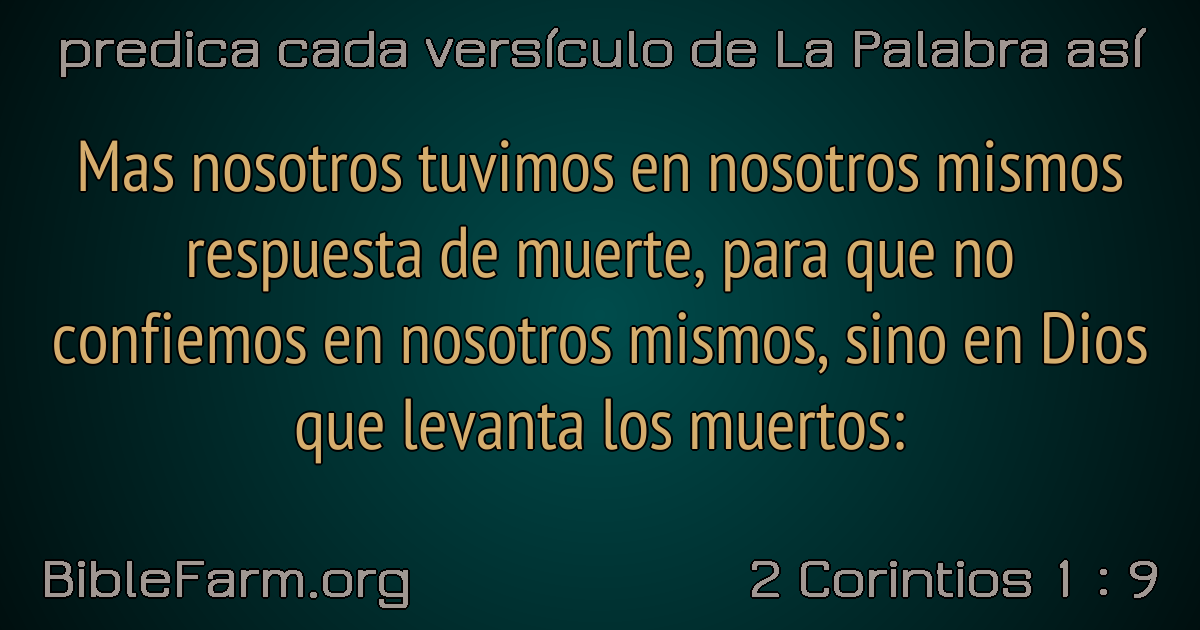 predica cada versículo de La Palabra así
Mas nosotros tuvimos en nosotros mismos
respuesta de muerte, para que no
confiemos en nosotros mismos, sino en Dios
que levanta los muertos:
BibleFarm.org
2 Corintios 1 : 9